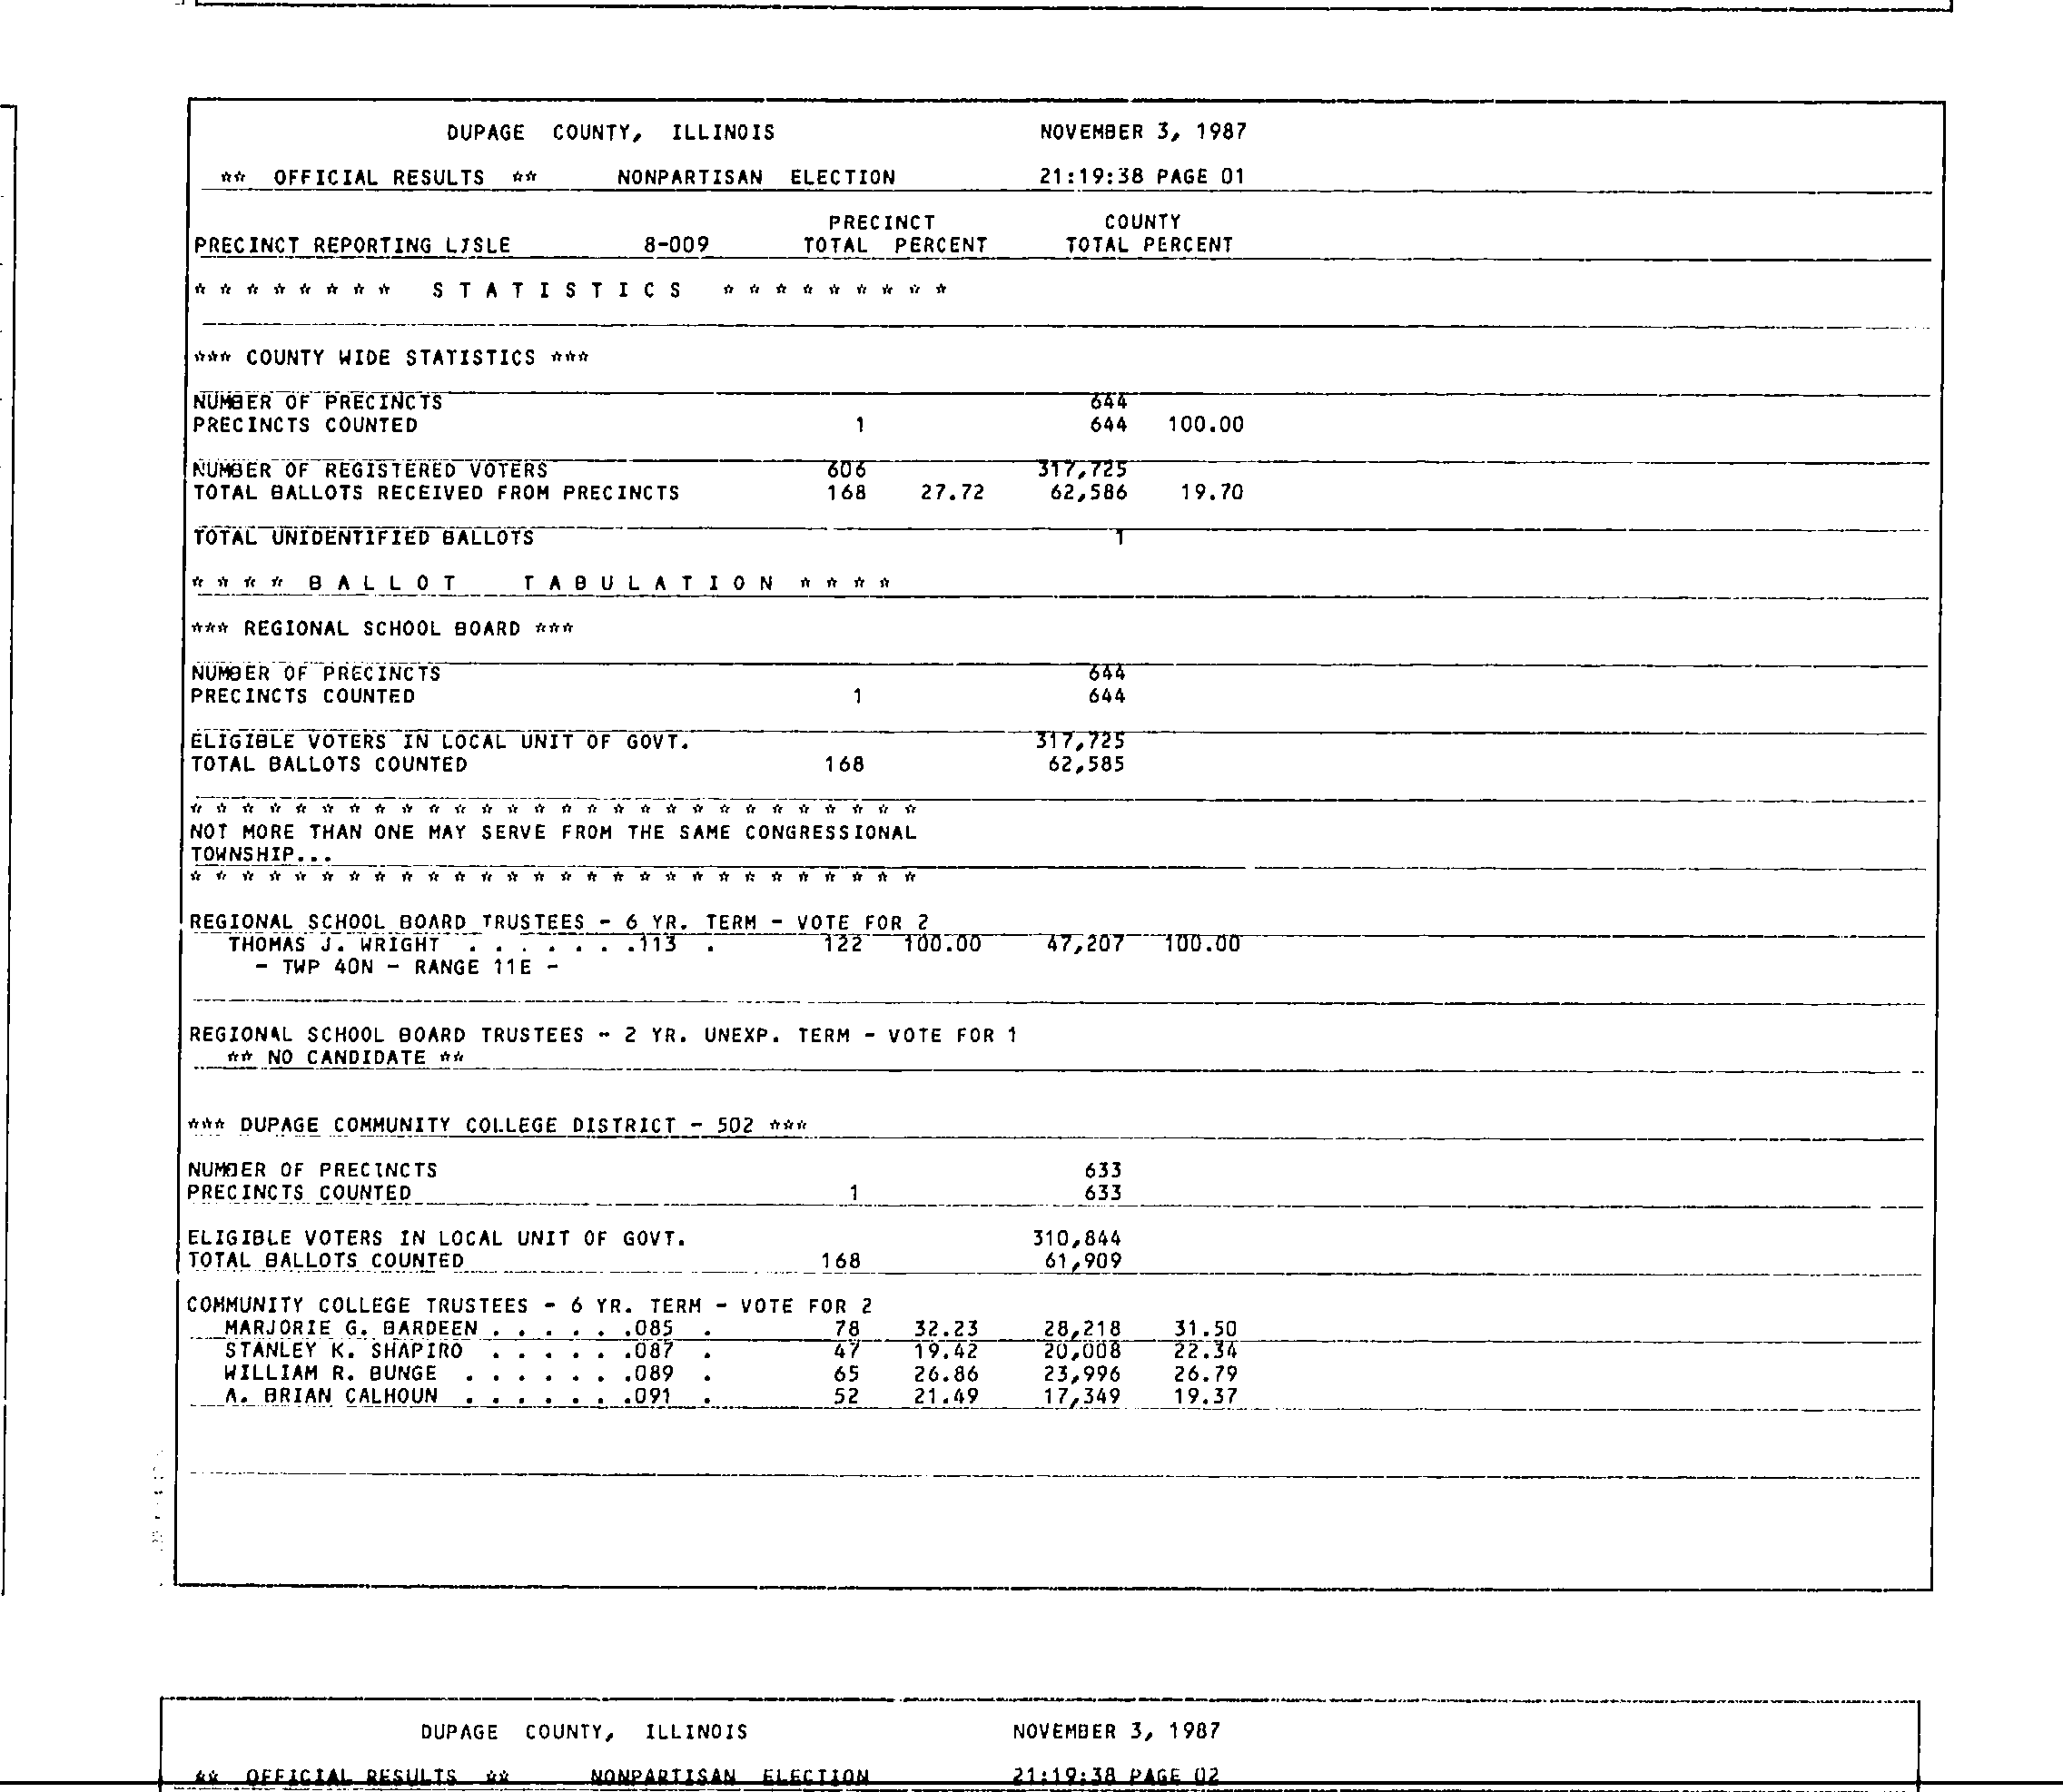 DUPAGE COUNTY, ILLINOIS NOVEMBER 3, 1987
** OFFICIAL RESULTS ** NONPARTISAN ELECTION 21:19:38 PAGE 01
PRECINCT COUNTY
PRECINCT REPORTING LISLE 8-009 TOTAL PERCENT TOTAL PERCENT
* * * * * * * * S T A T I S T I C S * * * * * * * * *
*** COUNTY WIDE STATISTICS ***
NUMBER OF PRECINCTS 644
PRECINCTS COUNTED 1 644 100.00
NUMBER OF REGISTERED VOTERS 606 317,725
TOTAL BALLOTS RECEIVED FROM PRECINCTS 168 27.72 62,586 19.70
TOTAL UNIDENTIFIED BALLOTS 1
* * * * B A L L O T T A B U L A T I O N * * * *
*** REGIONAL SCHOOL BOARD ***
NUMBER OF PRECINCTS 644
PRECINCTS COUNTED 1 644
ELIGIBLE VOTERS IN LOCAL UNIT OF GOVT. 317,725
TOTAL BALLOTS COUNTED 168 62,585
* * * * * * * * * * * * * * * * * * * * * * * * * * * *
NOT MORE THAN ONE MAY SERVE FROM THE SAME CONGRESSIONAL
TOWNSHIP...
* * * * * * * * * * * * * * * * * * * * * * * * * * * *
REGIONAL SCHOOL BOARD TRUSTEES - 6 YR. TERM - VOTE FOR 2
THOMAS J. WRIGHT . . . . . . .113 . 122 100.00 47,207 100.00
- TWP 40N - RANGE 11E -
REGIONAL SCHOOL BOARD TRUSTEES - 2 YR. UNEXP. TERM - VOTE FOR 1
** NO CANDIDATE **
*** DUPAGE COMMUNITY COLLEGE DISTRICT - 502 ***
NUMBER OF PRECINCTS 633
PRECINCTS COUNTED 1 633
ELIGIBLE VOTERS IN LOCAL UNIT OF GOVT. 310,844
TOTAL BALLOTS COUNTED 168 61,909
COMMUNITY COLLEGE TRUSTEES - 6 YR. TERM - VOTE FOR 2
MARJORIE G. BARDEEN . . . . . .085 . 78 32.23 28,218 31.50
STANLEY K. SHAPIRO . . . . . .087 . 47 19.42 20,008 22.34
WILLIAM R. BUNGE . . . . . . .089 . 65 26.86 23,996 26.79
A. BRIAN CALHOUN . . . . . . .091 . 52 21.49 17,349 19.37
DUPAGE COUNTY, ILLINOIS NOVEMBER 3, 1987
** OFFICIAL RESULTS ** NONPARTISAN ELECTION 21:19:38 PAGE 02